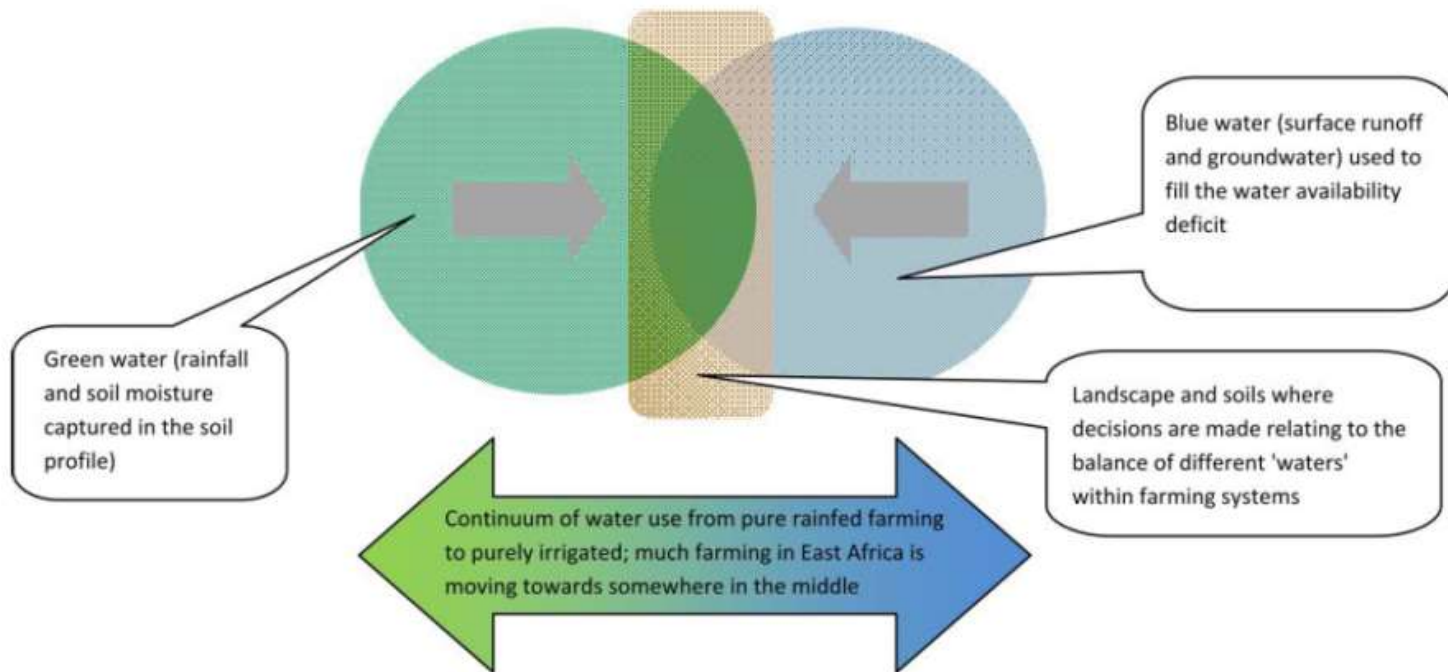 Blue water (surface runoff
and groundwater) used to
fill the water availability
deficit
Green water (rainfall
and soil moisture
captured in the soil
profile)
Landscape and soils where
decisions are made relating to the
balance of different 'waters'
within farming systems
Continuum of water use from pure rainfed farming
to purely irrigated; much farming in East Africa is
moving towards somewhere in the middle